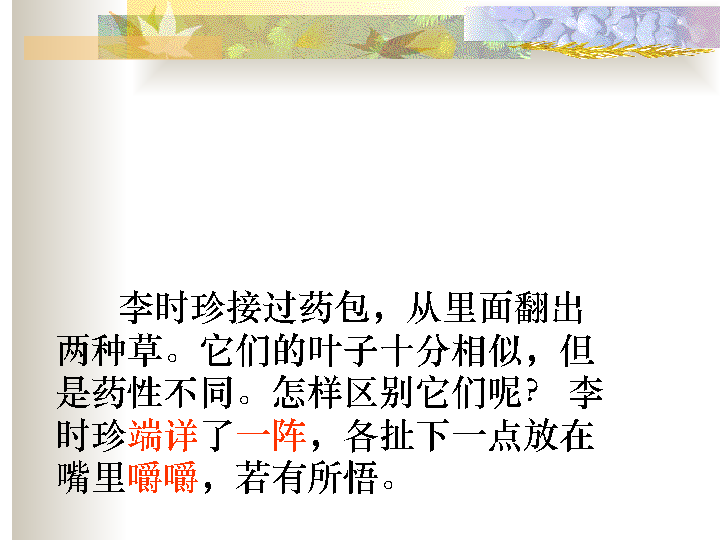 李时珍接过药包，从里面翻出
两种草。它们的叶子十分相似，但
是药性不同。怎样区别它们呢？ 李
时珍端详了一阵，各扯下一点放在
嘴里嚼嚼，若有所悟。